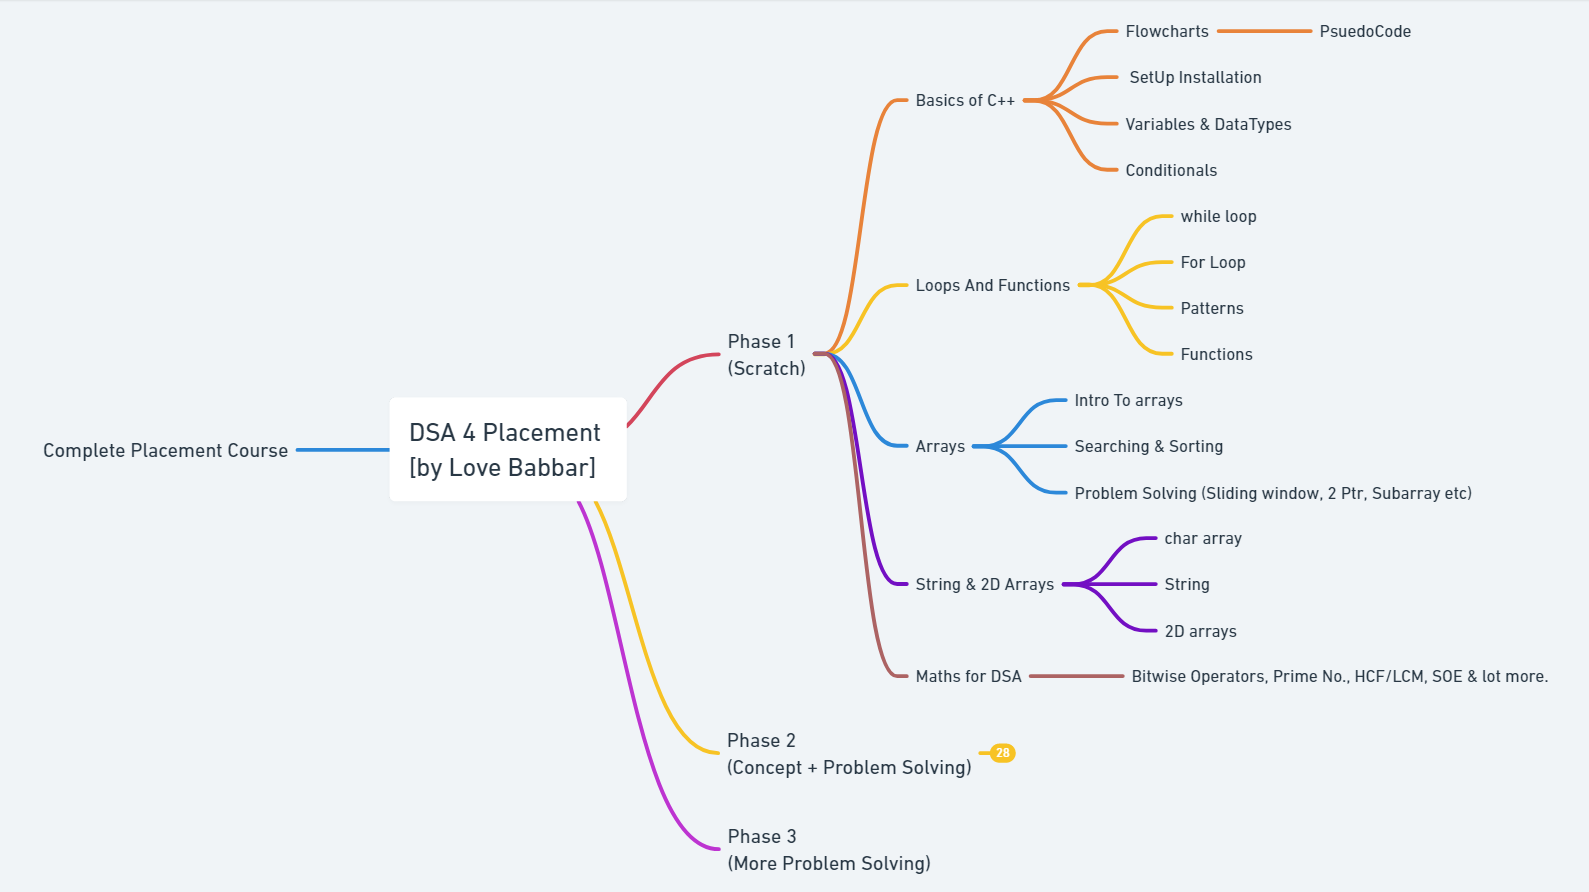 Complete Placement Course
DSA 4 Placement
[by Love Babbar]
Phase 1
(Scratch)
Basics of C++
Flowcharts
PsuedoCode
SetUp Installation
Variables & DataTypes
Conditionals
Loops And Functions
while loop
For Loop
Patterns
Functions
Arrays
Intro To arrays
Searching & Sorting
Problem Solving (Sliding window, 2 Ptr, Subarray etc)
String & 2D Arrays
char array
String
2D arrays
Maths for DSA
Bitwise Operators, Prime No., HCF/LCM, SOE & lot more.
Phase 2
(Concept + Problem Solving)
28
Phase 3
(More Problem Solving)